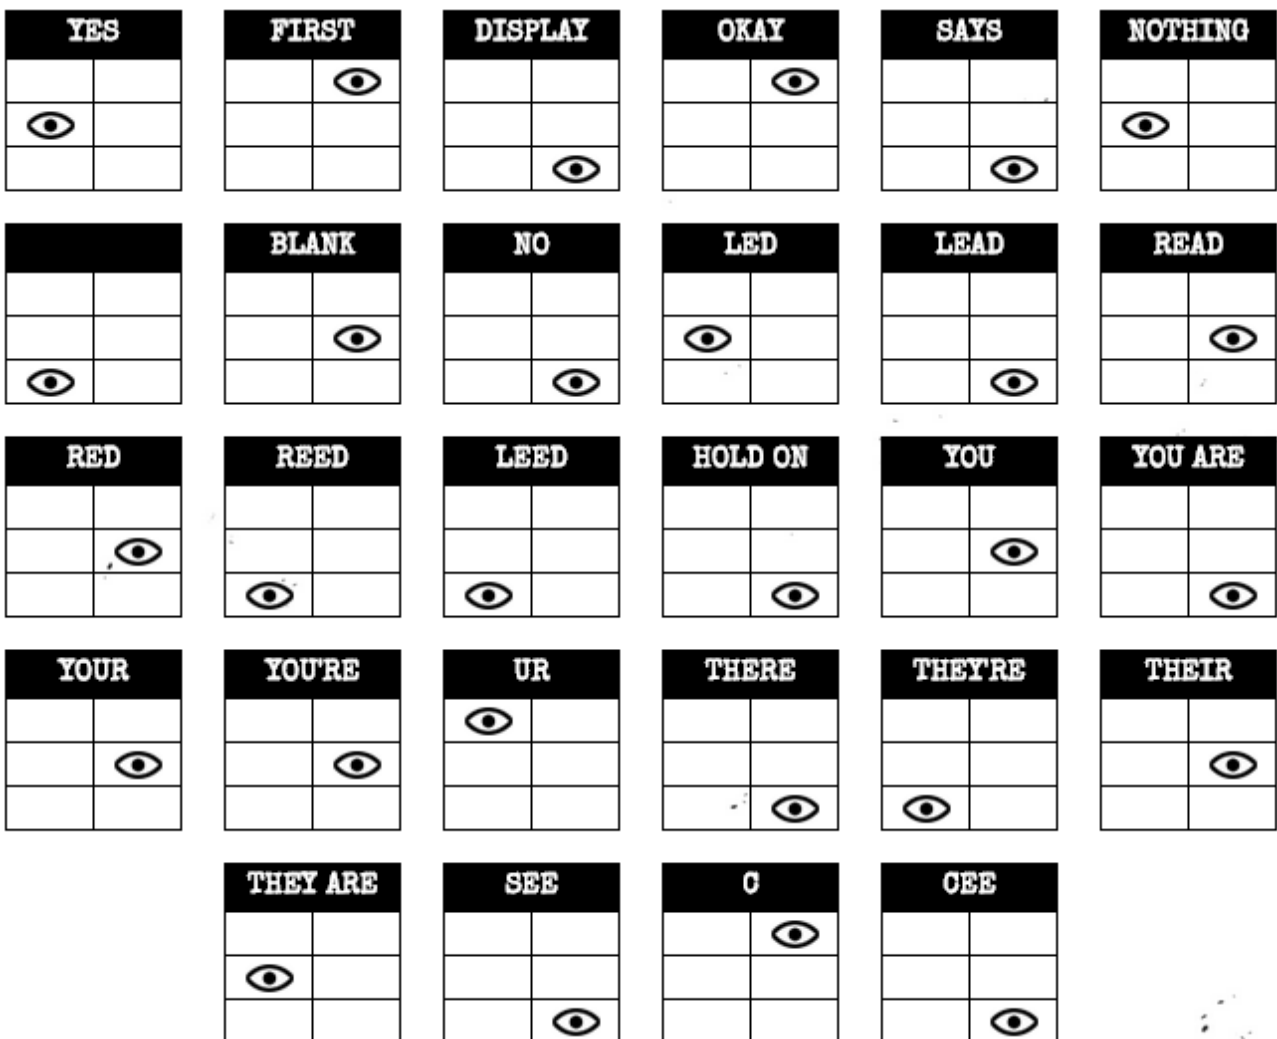 YES FIRST DISPLAY OKAY SAYS NOTHING
BLANK NO LED LEAD READ
RED REED LEED HOLD ON YOU YOU ARE
YOUR YOU'RE UR THERE THEY'RE THEIR
THEY ARE SEE C CEE